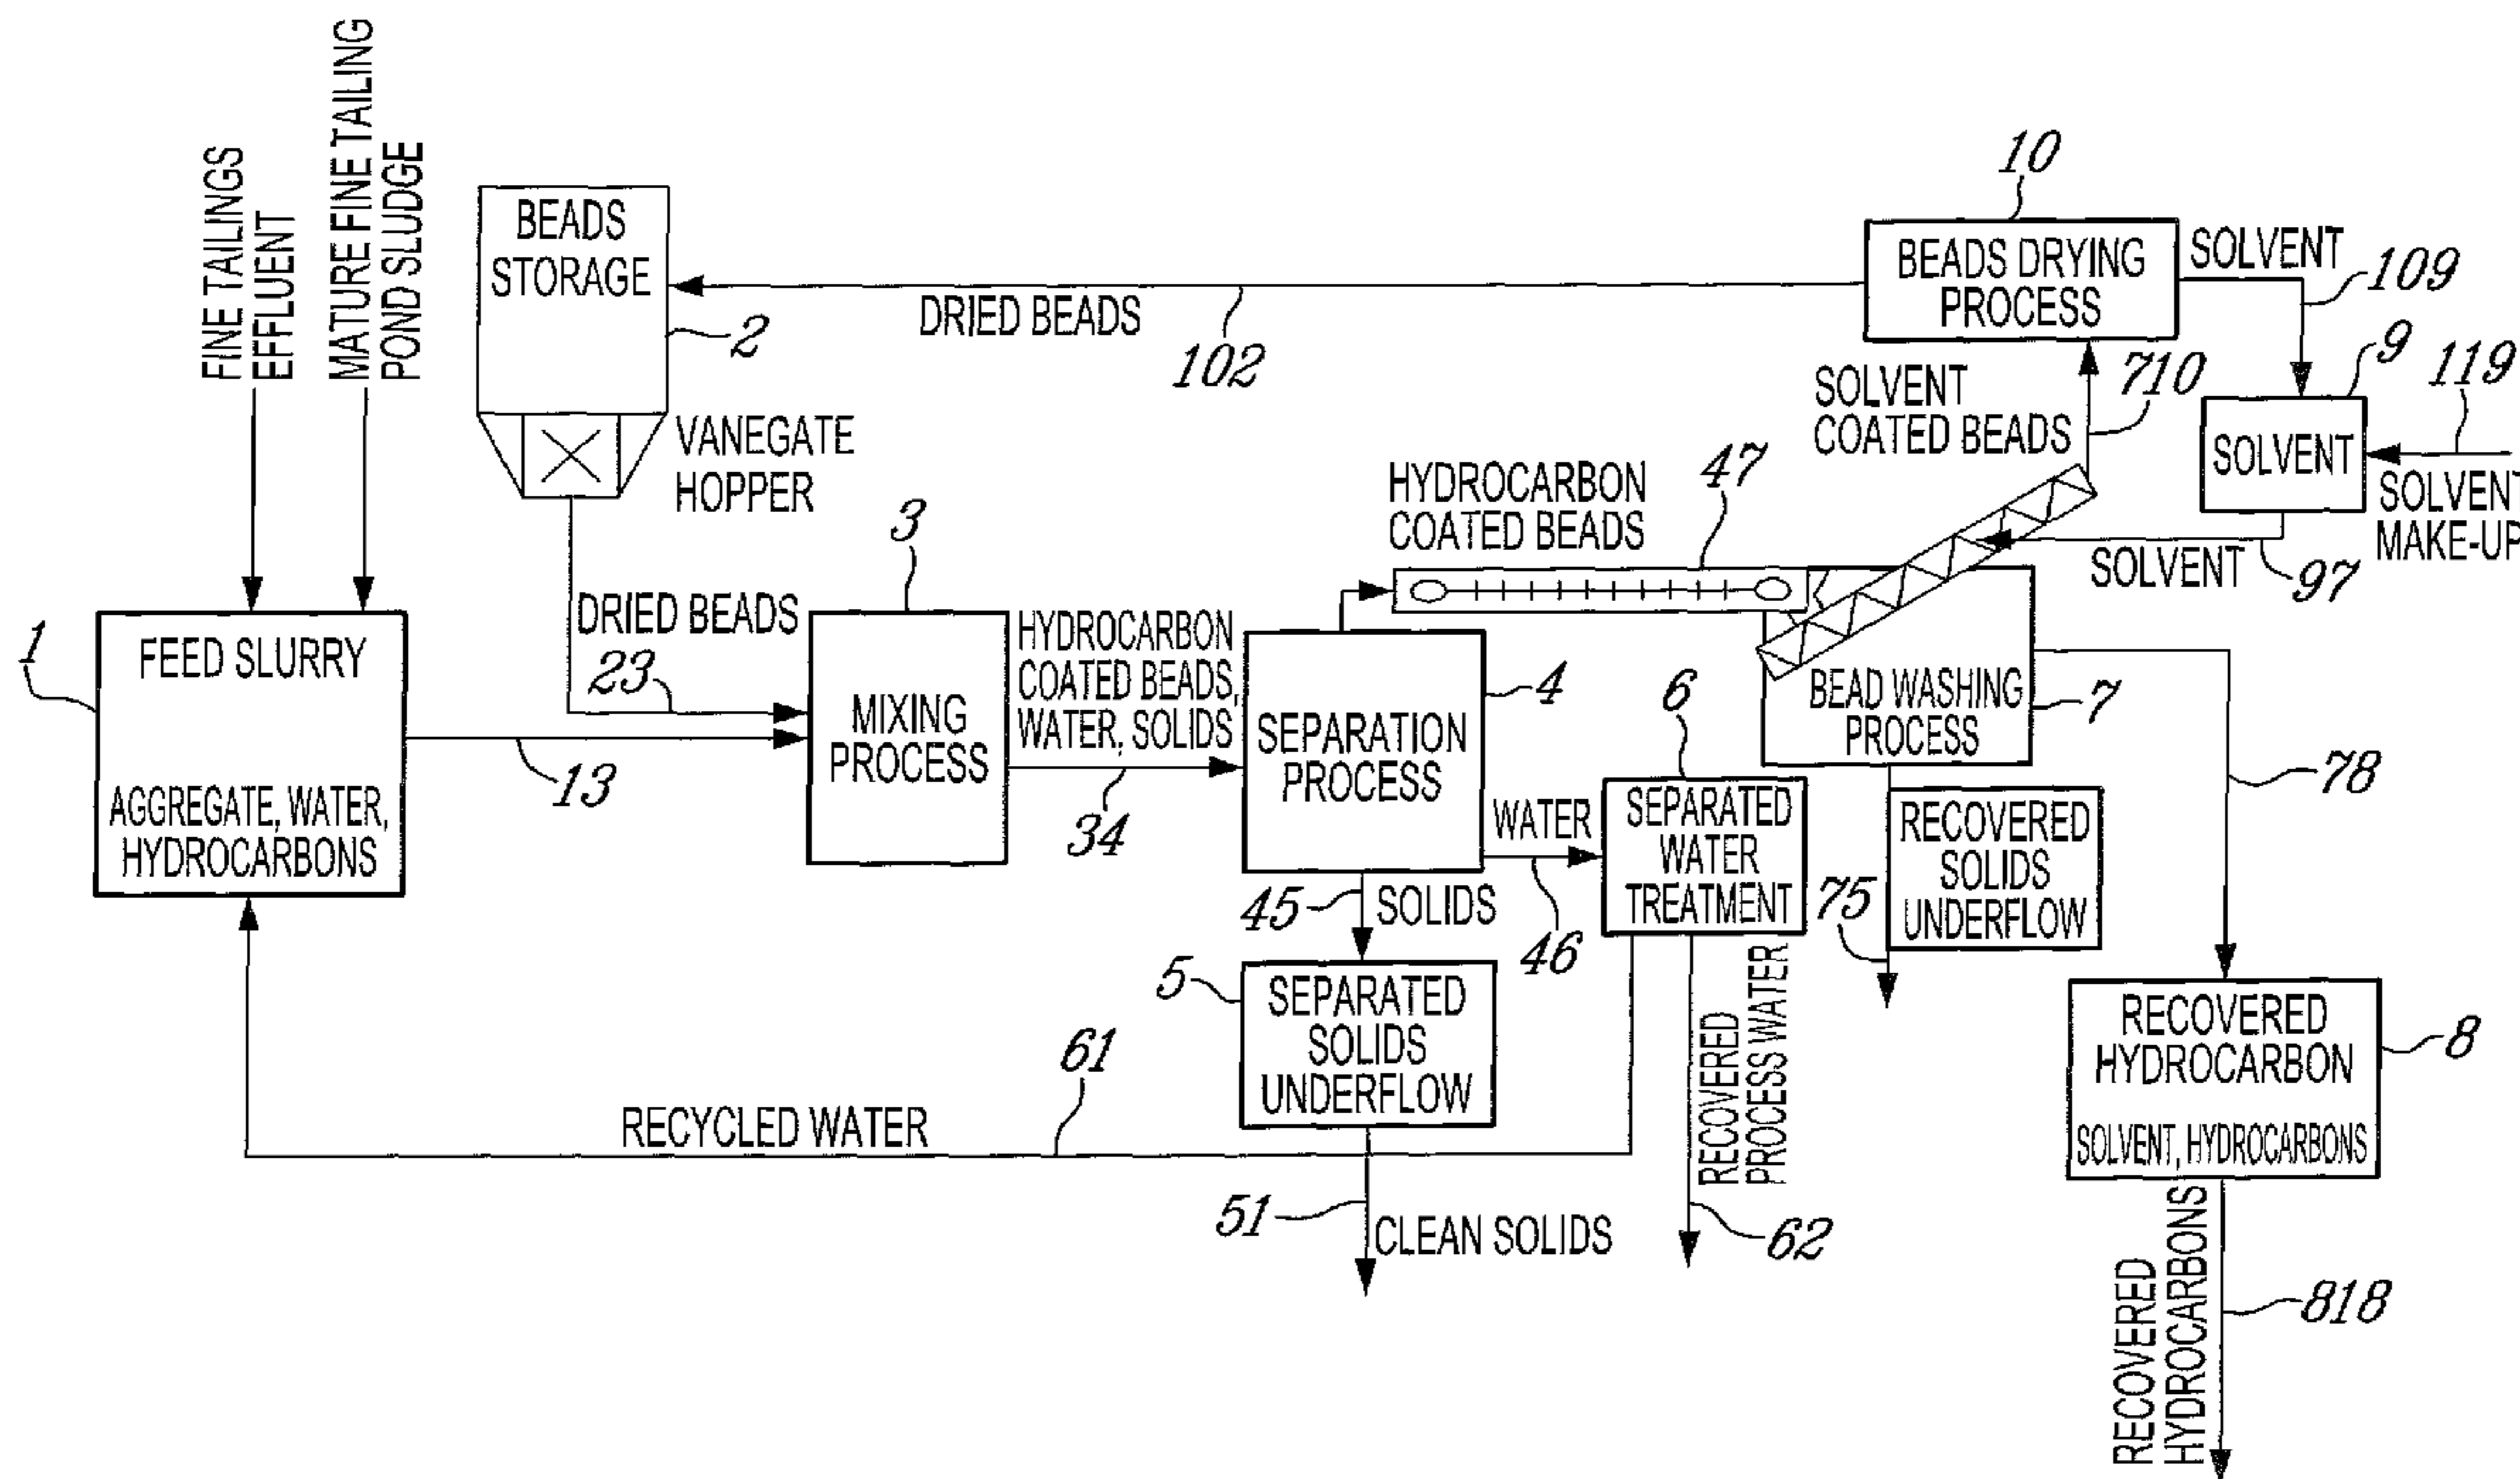 FINE TAILINGS
EFFLUENT
MATURE FINE TAILING
POND SLUDGE
BEADS
STORAGE
2
VANEGATE
HOPPER
DRIED BEADS
102
10
BEADS DRYING
PROCESS
SOLVENT
109
9
SOLVENT
119
SOLVENT
MAKE-UP
SOLVENT
COATED BEADS
710
SOLVENT
97
HYDROCARBON
COATED BEADS
47
1
FEED SLURRY
AGGREGATE, WATER,
HYDROCARBONS
DRIED BEADS
23
13
3
MIXING
PROCESS
HYDROCARBON
COATED BEADS,
WATER, SOLIDS
34
4
SEPARATION
PROCESS
BEAD WASHING
PROCESS
7
78
WATER
46
6
SEPARATED
WATER
TREATMENT
RECOVERED
SOLIDS
UNDERFLOW
75
45
SOLIDS
5
SEPARATED
SOLIDS
UNDERFLOW
RECOVERED
PROCESS WATER
62
RECOVERED
HYDROCARBON
SOLVENT, HYDROCARBONS
8
61
RECYCLED WATER
51
CLEAN SOLIDS
RECOVERED
HYDROCARBONS
818